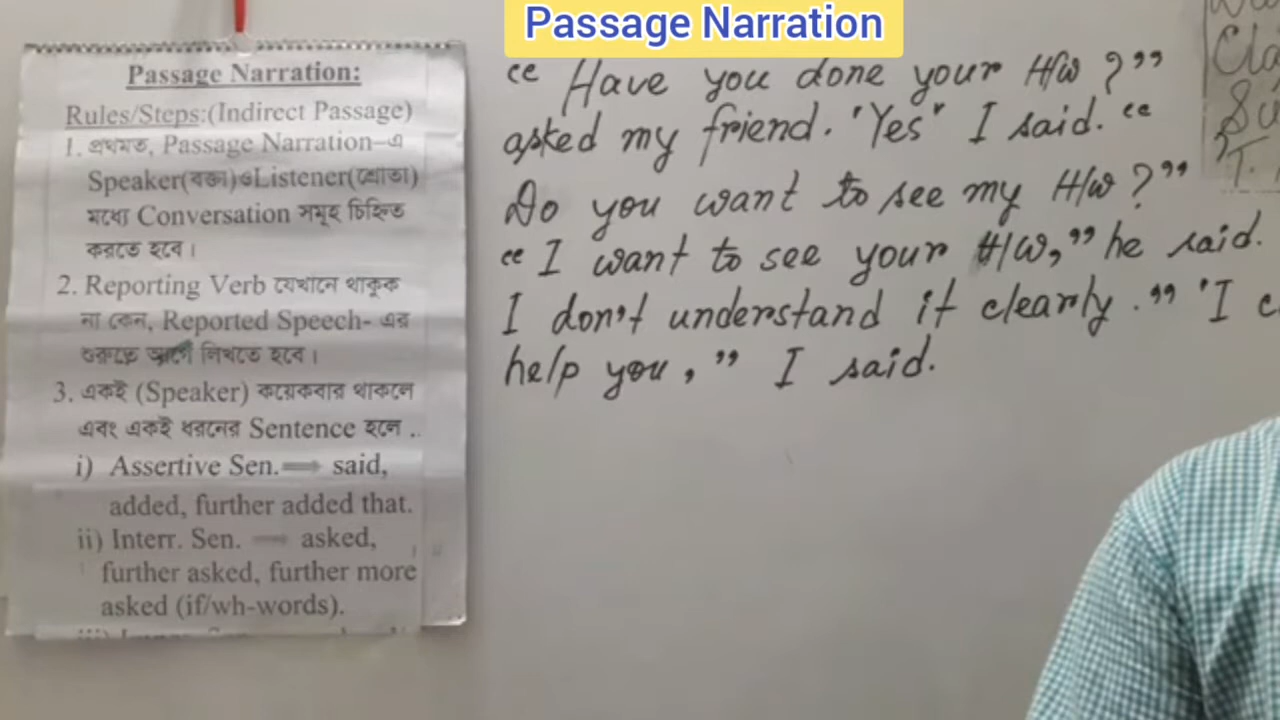 Passage Narration
Passage Narration:
Rules/Steps:(Indirect Passage)
1. প্রথমত, Passage Narration–এ
Speaker(বক্তা)ওListener(শ্রোতা)
মধ্যে Conversation সমূহ চিহ্নিত
করতে হবে।
2. Reporting Verb যেখানে থাকুক
না কেন, Reported Speech- এর
শুরুতে আগে লিখতে হবে।
3. একই (Speaker) কয়েকবার থাকলে
এবং একই ধরনের Sentence হলে ..
i) Assertive Sen. said,
added, further added that.
ii) Interr. Sen. asked,
further asked, further more
asked (if/wh-words).
“ Have you done your H/W ?”
asked my friend. 'Yes" I said. “
Do you want to see my H/W ?”
“ I want to see your H/W,” he said.
I don't understand it clearly.” 'I
help you,” I said.
Cla
T.